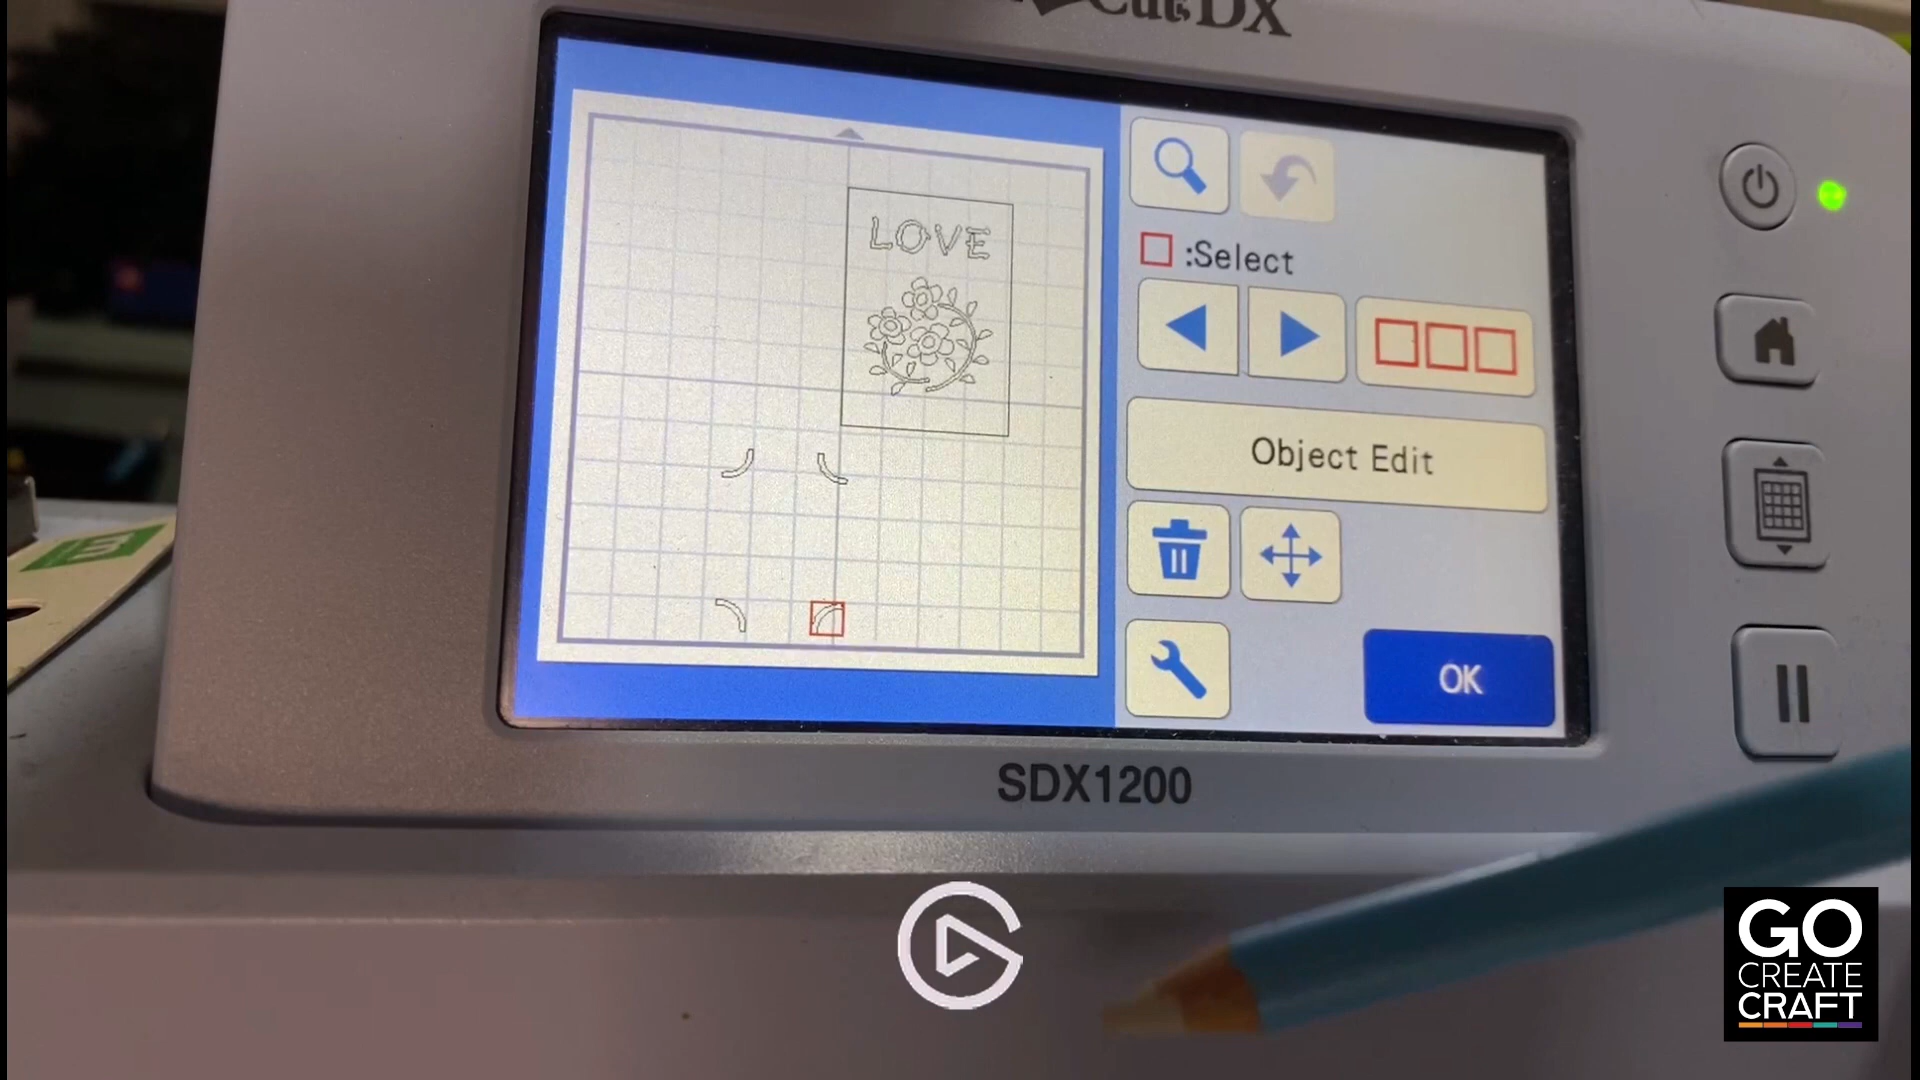 Cut DX
LOVE
:Select
Object Edit
OK
SDX1200
GO
CREATE
CRAFT